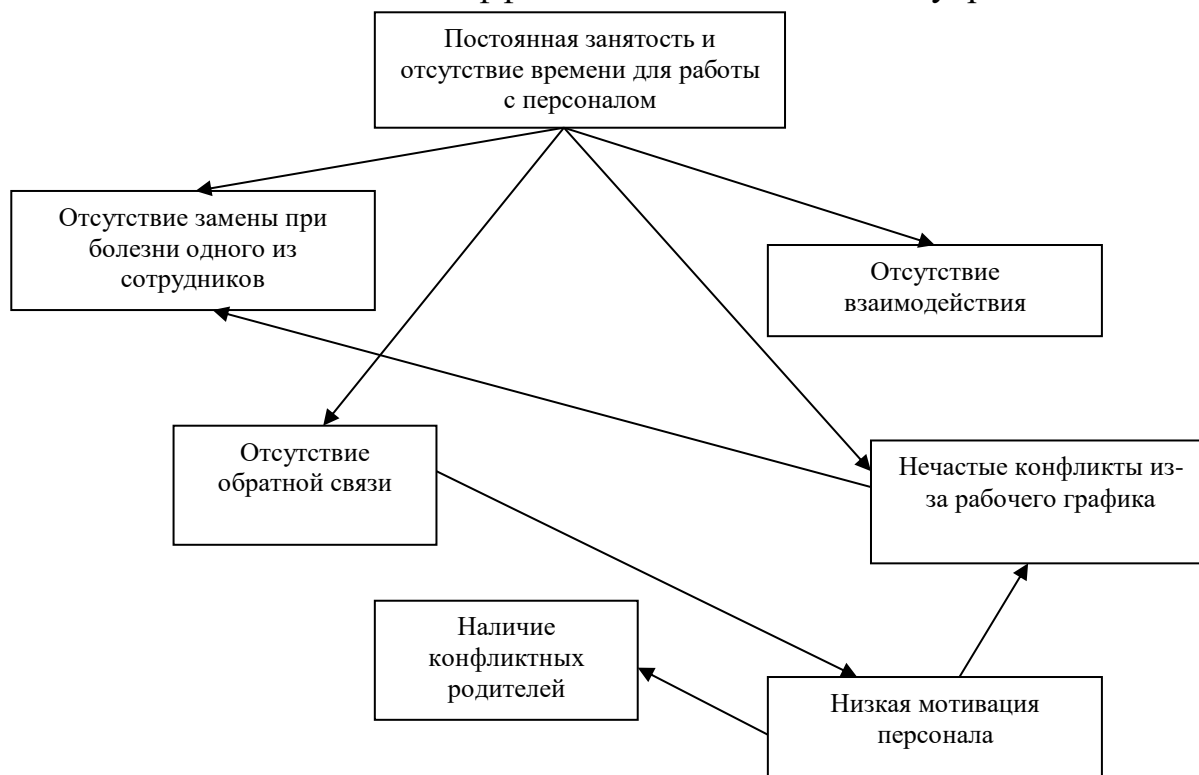 Постоянная занятость и
отсутствие времени для работы
с персоналом
Отсутствие замены при
болезни одного из
сотрудников
Отсутствие
взаимодействия
Отсутствие
обратной связи
Нечастые конфликты из-
за рабочего графика
Наличие
конфликтных
родителей
Низкая мотивация
персонала